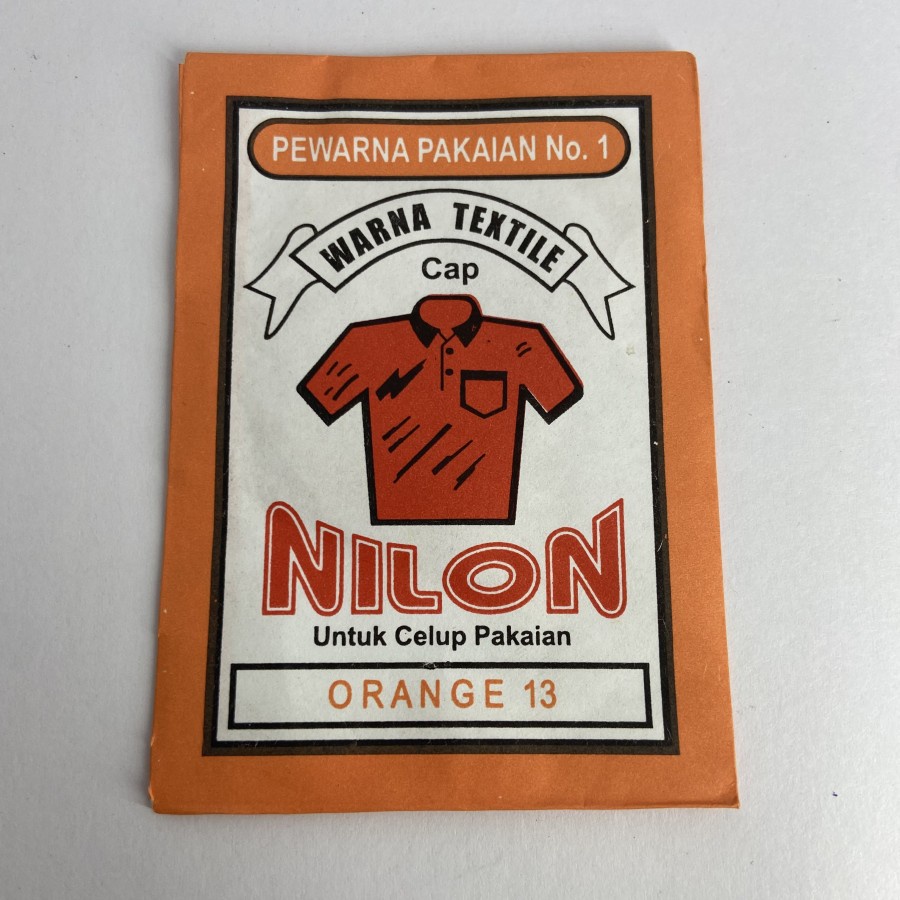 PEWARNA PAKAIAN No. 1
WARNA TEXTILE
Cap
NILON
Untuk Celup Pakaian
ORANGE 13